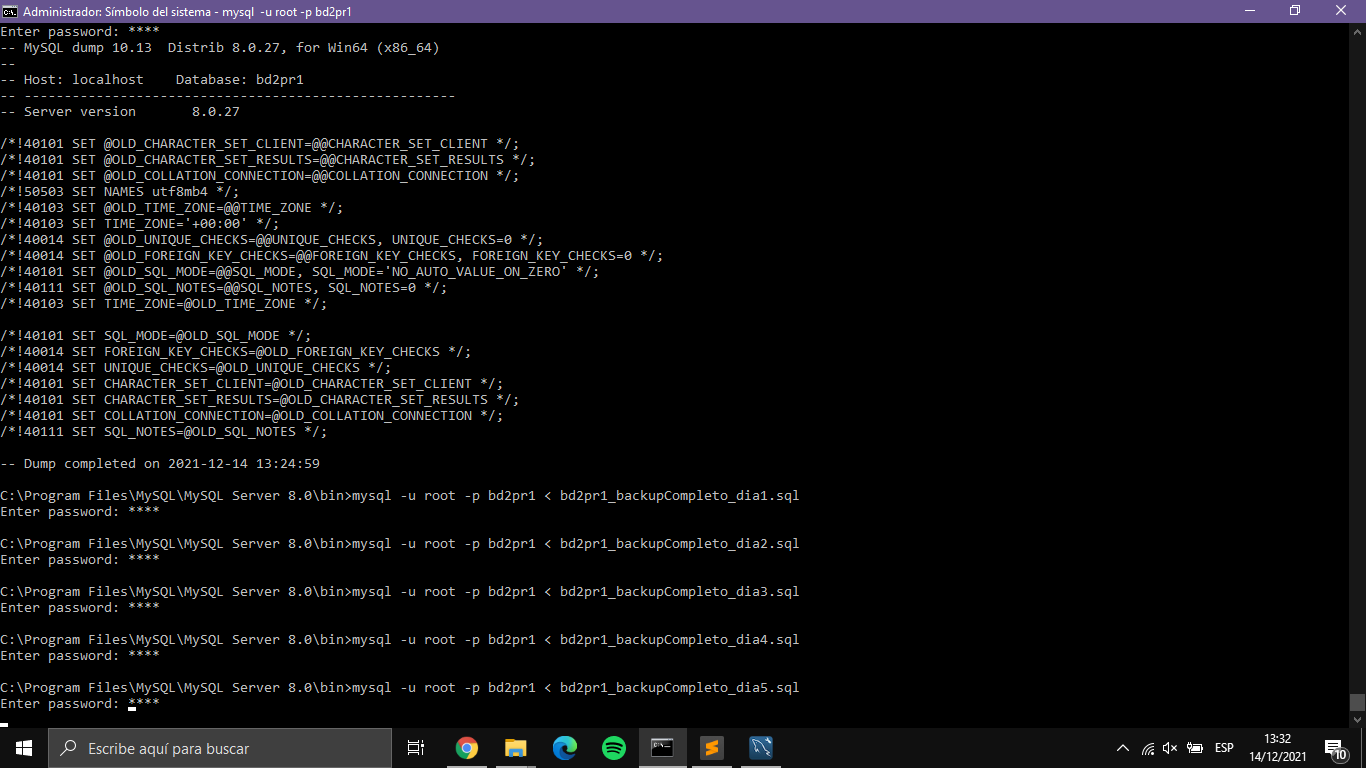 Administrador: Símbolo del sistema - mysql  -u root -p bd2pr1
Enter password: ****
-- MySQL dump 10.13  Distrib 8.0.27, for Win64 (x86_64)
--
-- Host: localhost    Database: bd2pr1
-- ------------------------------------------------------
-- Server version       8.0.27
/*!40101 SET @OLD_CHARACTER_SET_CLIENT=@@CHARACTER_SET_CLIENT */;
/*!40101 SET @OLD_CHARACTER_SET_RESULTS=@@CHARACTER_SET_RESULTS */;
/*!40101 SET @OLD_COLLATION_CONNECTION=@@COLLATION_CONNECTION */;
/*!50503 SET NAMES utf8mb4 */;
/*!40103 SET @OLD_TIME_ZONE=@@TIME_ZONE */;
/*!40103 SET TIME_ZONE='+00:00' */;
/*!40014 SET @OLD_UNIQUE_CHECKS=@@UNIQUE_CHECKS, UNIQUE_CHECKS=0 */;
/*!40014 SET @OLD_FOREIGN_KEY_CHECKS=@@FOREIGN_KEY_CHECKS, FOREIGN_KEY_CHECKS=0 */;
/*!40101 SET @OLD_SQL_MODE=@@SQL_MODE, SQL_MODE='NO_AUTO_VALUE_ON_ZERO' */;
/*!40111 SET @OLD_SQL_NOTES=@@SQL_NOTES, SQL_NOTES=0 */;
/*!40103 SET TIME_ZONE=@OLD_TIME_ZONE */;
/*!40101 SET SQL_MODE=@OLD_SQL_MODE */;
/*!40014 SET FOREIGN_KEY_CHECKS=@OLD_FOREIGN_KEY_CHECKS */;
/*!40014 SET UNIQUE_CHECKS=@OLD_UNIQUE_CHECKS */;
/*!40101 SET CHARACTER_SET_CLIENT=@OLD_CHARACTER_SET_CLIENT */;
/*!40101 SET CHARACTER_SET_RESULTS=@OLD_CHARACTER_SET_RESULTS */;
/*!40101 SET COLLATION_CONNECTION=@OLD_COLLATION_CONNECTION */;
/*!40111 SET SQL_NOTES=@OLD_SQL_NOTES */;
-- Dump completed on 2021-12-14 13:24:59
C:\Program Files\MySQL\MySQL Server 8.0\bin>mysql -u root -p bd2pr1 < bd2pr1_backupCompleto_dia1.sql
Enter password: ****
C:\Program Files\MySQL\MySQL Server 8.0\bin>mysql -u root -p bd2pr1 < bd2pr1_backupCompleto_dia2.sql
Enter password: ****
C:\Program Files\MySQL\MySQL Server 8.0\bin>mysql -u root -p bd2pr1 < bd2pr1_backupCompleto_dia3.sql
Enter password: ****
C:\Program Files\MySQL\MySQL Server 8.0\bin>mysql -u root -p bd2pr1 < bd2pr1_backupCompleto_dia4.sql
Enter password: ****
C:\Program Files\MySQL\MySQL Server 8.0\bin>mysql -u root -p bd2pr1 < bd2pr1_backupCompleto_dia5.sql
Enter password: ****
Escribe aquí para buscar
ESP
13:32
14/12/2021
10